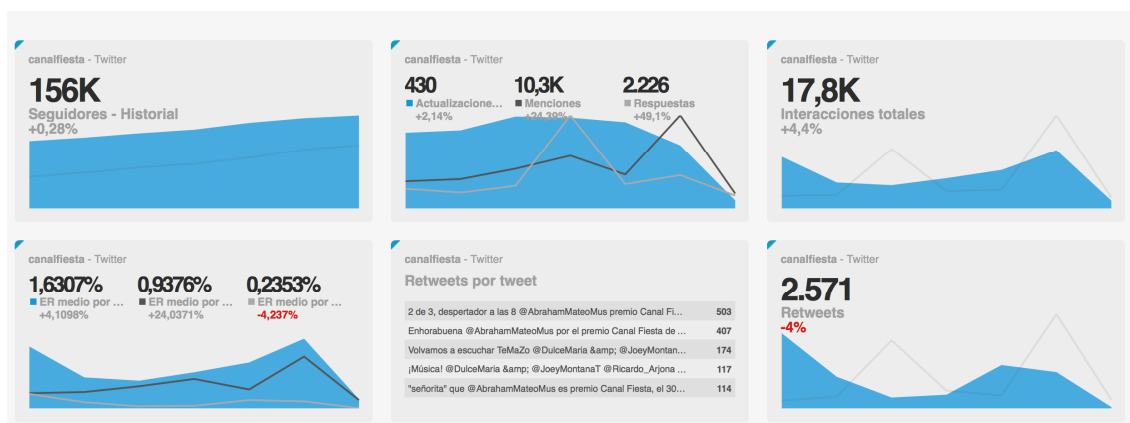 canalfiesta - Twitter
156K
Seguidores - Historial
+0,28%
canalfiesta - Twitter
430 10,3K 2.226
Actualizacione... Menciones Respuestas
+2,14% +24,39% +49,1%
canalfiesta - Twitter
17,8K
Interacciones totales
+4,4%
canalfiesta - Twitter
1,6307% 0,9376% 0,2353%
ER medio por ... ER medio por ... ER medio por ...
+4,1098% +24,0371% -4,237%
canalfiesta - Twitter
Retweets por tweet
2 de 3, despertador a las 8 @AbrahamMateoMus premio Canal Fi... 503
Enhorabuena @AbrahamMateoMus por el premio Canal Fiesta de ... 407
Volvamos a escuchar TeMaZo @DulceMaria &amp; @JoeyMontan... 174
¡Música! @DulceMaria &amp; @JoeyMontanaT @Ricardo_Arjona ... 117
"señorita" que @AbrahamMateoMus es premio Canal Fiesta, el 30... 114
canalfiesta - Twitter
2.571
Retweets
-4%